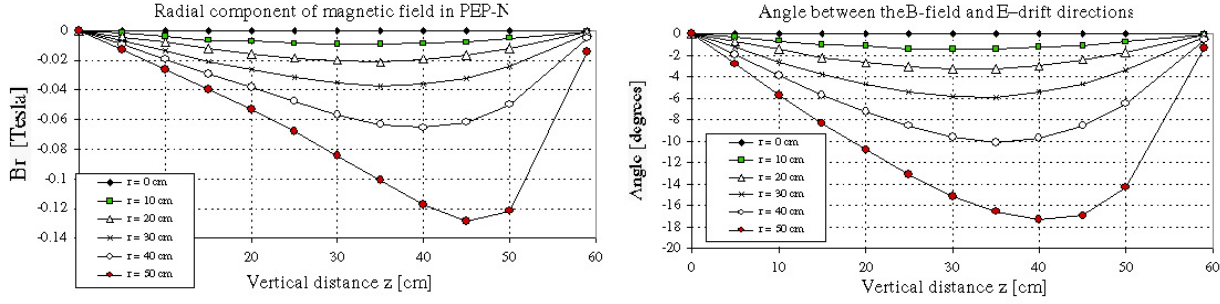 Radial component of magnetic field in PEP-N
0
-0.02
-0.04
-0.06
-0.08
-0.1
-0.12
-0.14
Br [Tesla]
r = 0 cm
r = 10 cm
r = 20 cm
r = 30 cm
r = 40 cm
r = 50 cm
20 30 40 50 60
Vertical distance z [cm]
Angle between the B-field and E-drift directions
0
-2
-4
-6
-8
-10
-12
-14
-16
-18
-20
Angle [degrees]
r = 0 cm
r = 10 cm
r = 20 cm
r = 30 cm
r = 40 cm
r = 50 cm
0 10 20 30 40 50 60
Vertical distance z [cm]